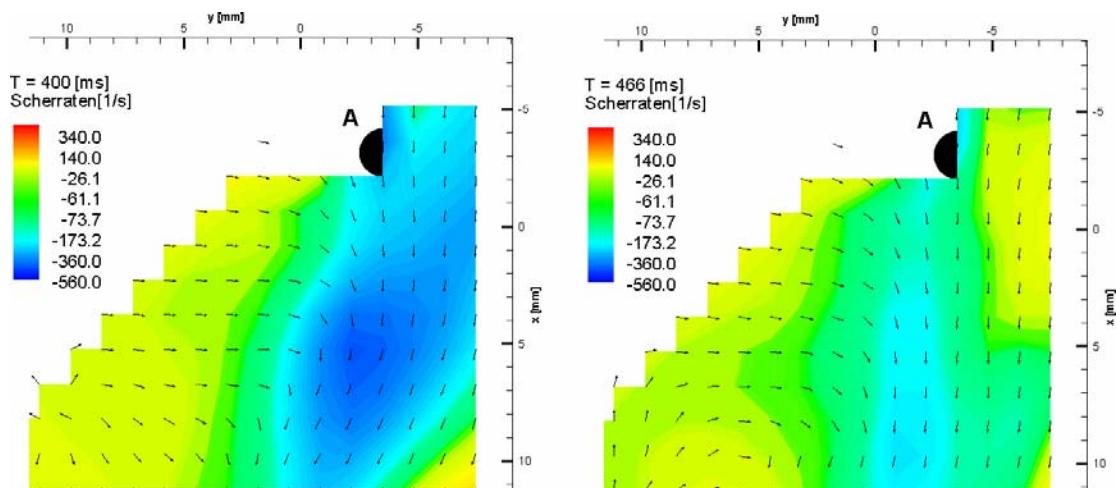 y [mm]
10 5 0 -5
T = 400 [ms]
Scherraten[1/s]
340.0
140.0
-26.1
-61.1
-73.7
-173.2
-360.0
-560.0
A
-5
0
x [mm]
5
10
y [mm]
10 5 0 -5
T = 466 [ms]
Scherraten[1/s]
340.0
140.0
-26.1
-61.1
-73.7
-173.2
-360.0
-560.0
A
-5
0
x [mm]
5
10